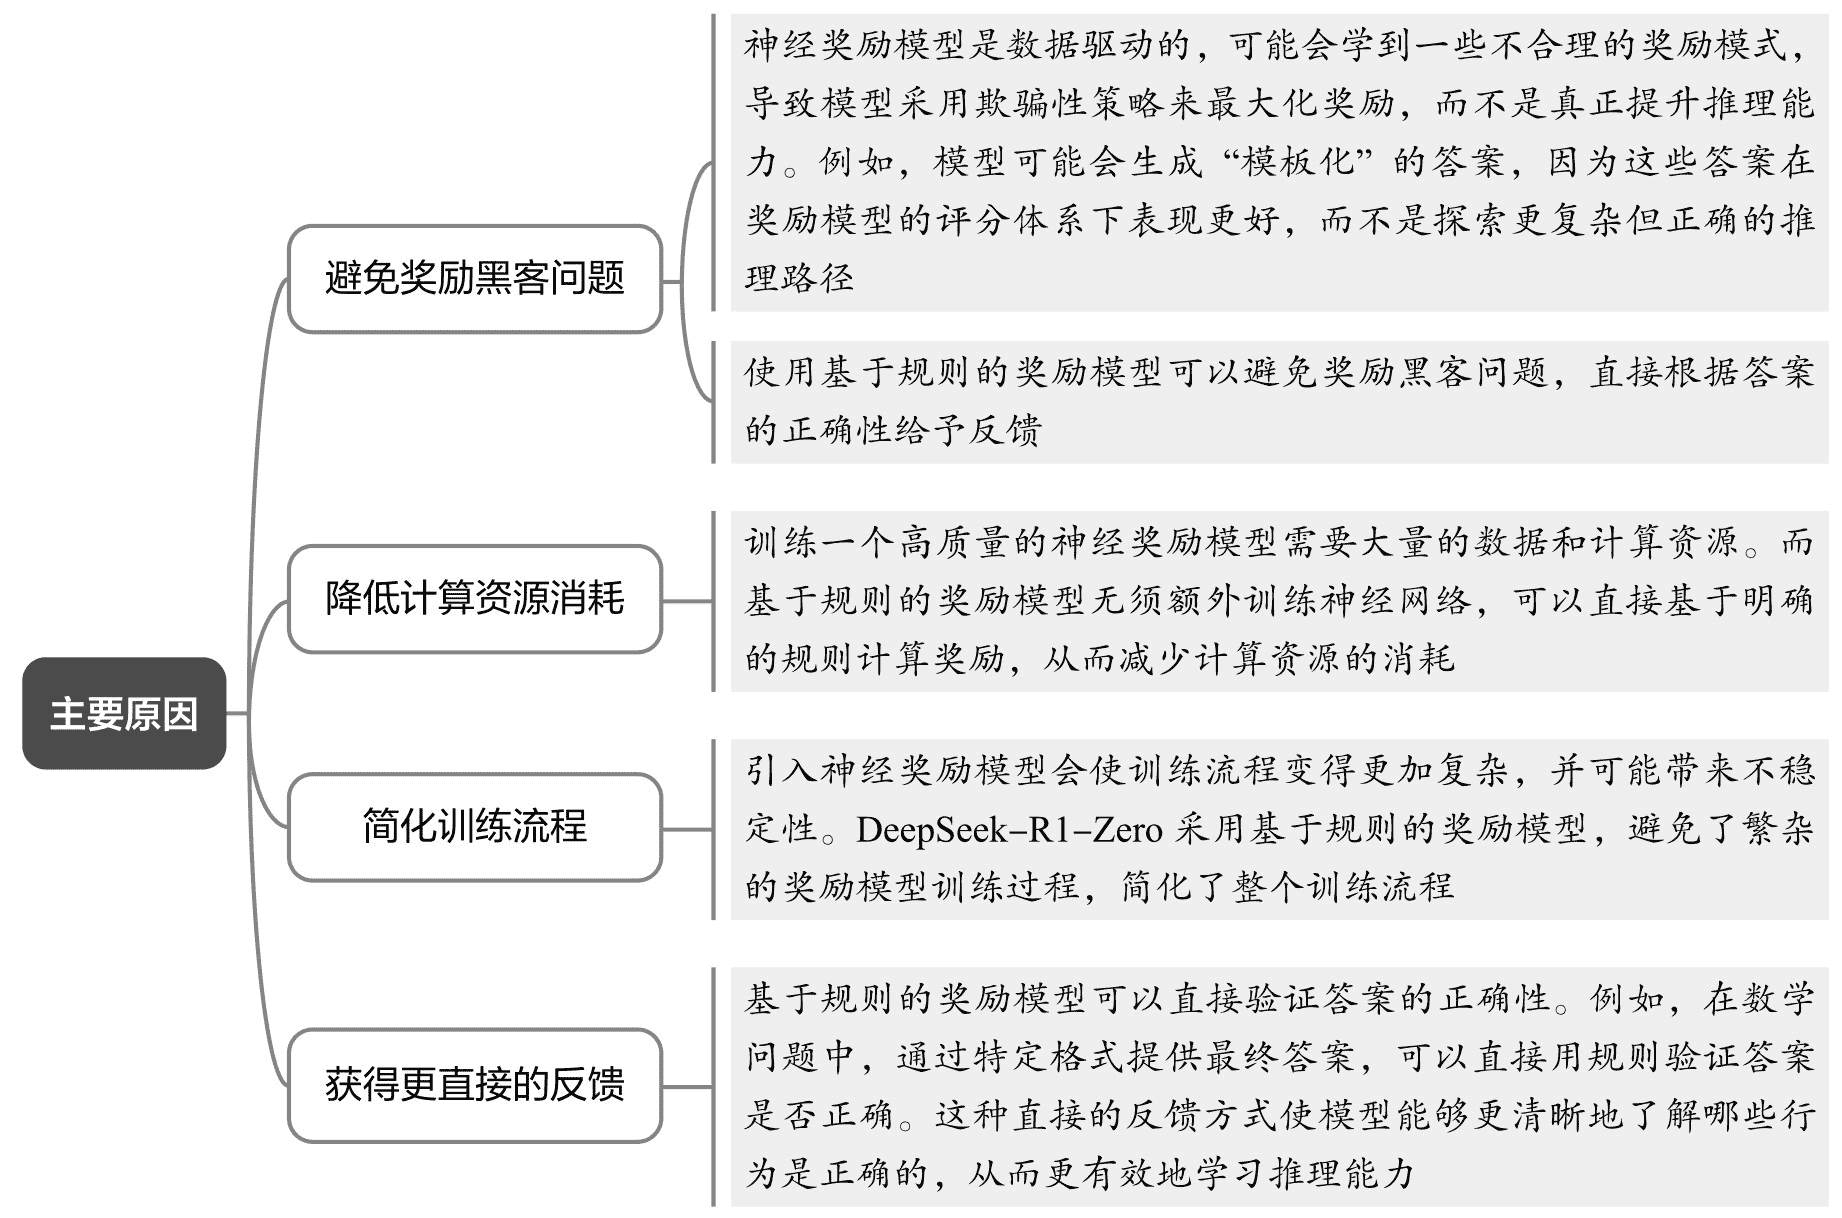 主要原因
避免奖励黑客问题
神经奖励模型是数据驱动的，可能会学到一些不合理的奖励模式，
导致模型采用欺骗性策略来最大化奖励，而不是真正提升推理能
力。例如，模型可能会生成“模板化”的答案，因为这些答案在
奖励模型的评分体系下表现更好，而不是探索更复杂但正确的推
理路径
使用基于规则的奖励模型可以避免奖励黑客问题，直接根据答案
的正确性给予反馈
降低计算资源消耗
训练一个高质量的神经奖励模型需要大量的数据和计算资源。而
基于规则的奖励模型无须额外训练神经网络，可以直接基于明确
的规则计算奖励，从而减少计算资源的消耗
简化训练流程
引入神经奖励模型会使训练流程变得更加复杂，并可能带来不稳
定性。DeepSeek-R1-Zero 采用基于规则的奖励模型，避免了繁杂
的奖励模型训练过程，简化了整个训练流程
获得更直接的反馈
基于规则的奖励模型可以直接验证答案的正确性。例如，在数学
问题中，通过特定格式提供最终答案，可以直接用规则验证答案
是否正确。这种直接的反馈方式使模型能够更清晰地了解哪些行
为是正确的，从而更有效地学习推理能力